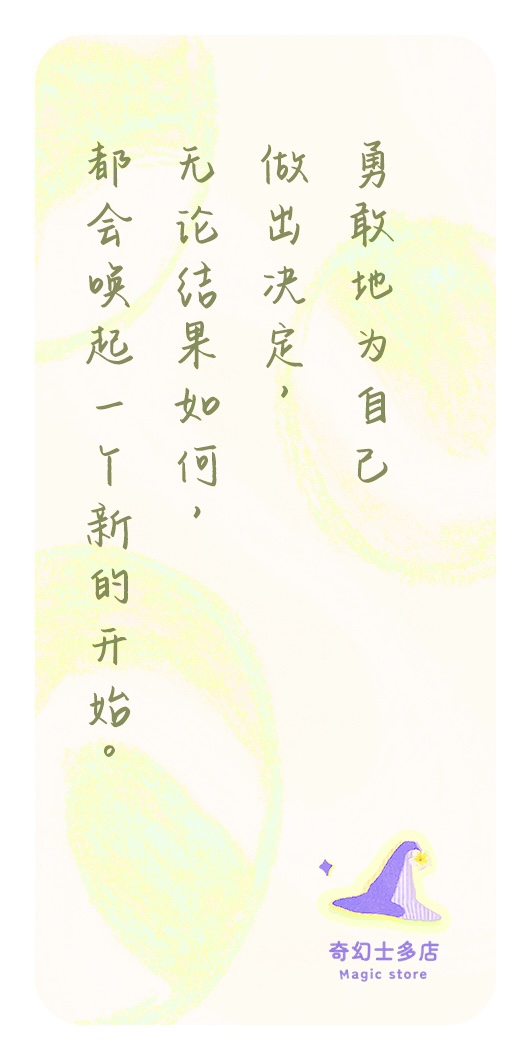 勇敢地为自己
做出决定，
无论结果如何，
都会唤起一个新的开始。
奇幻士多店
Magic store